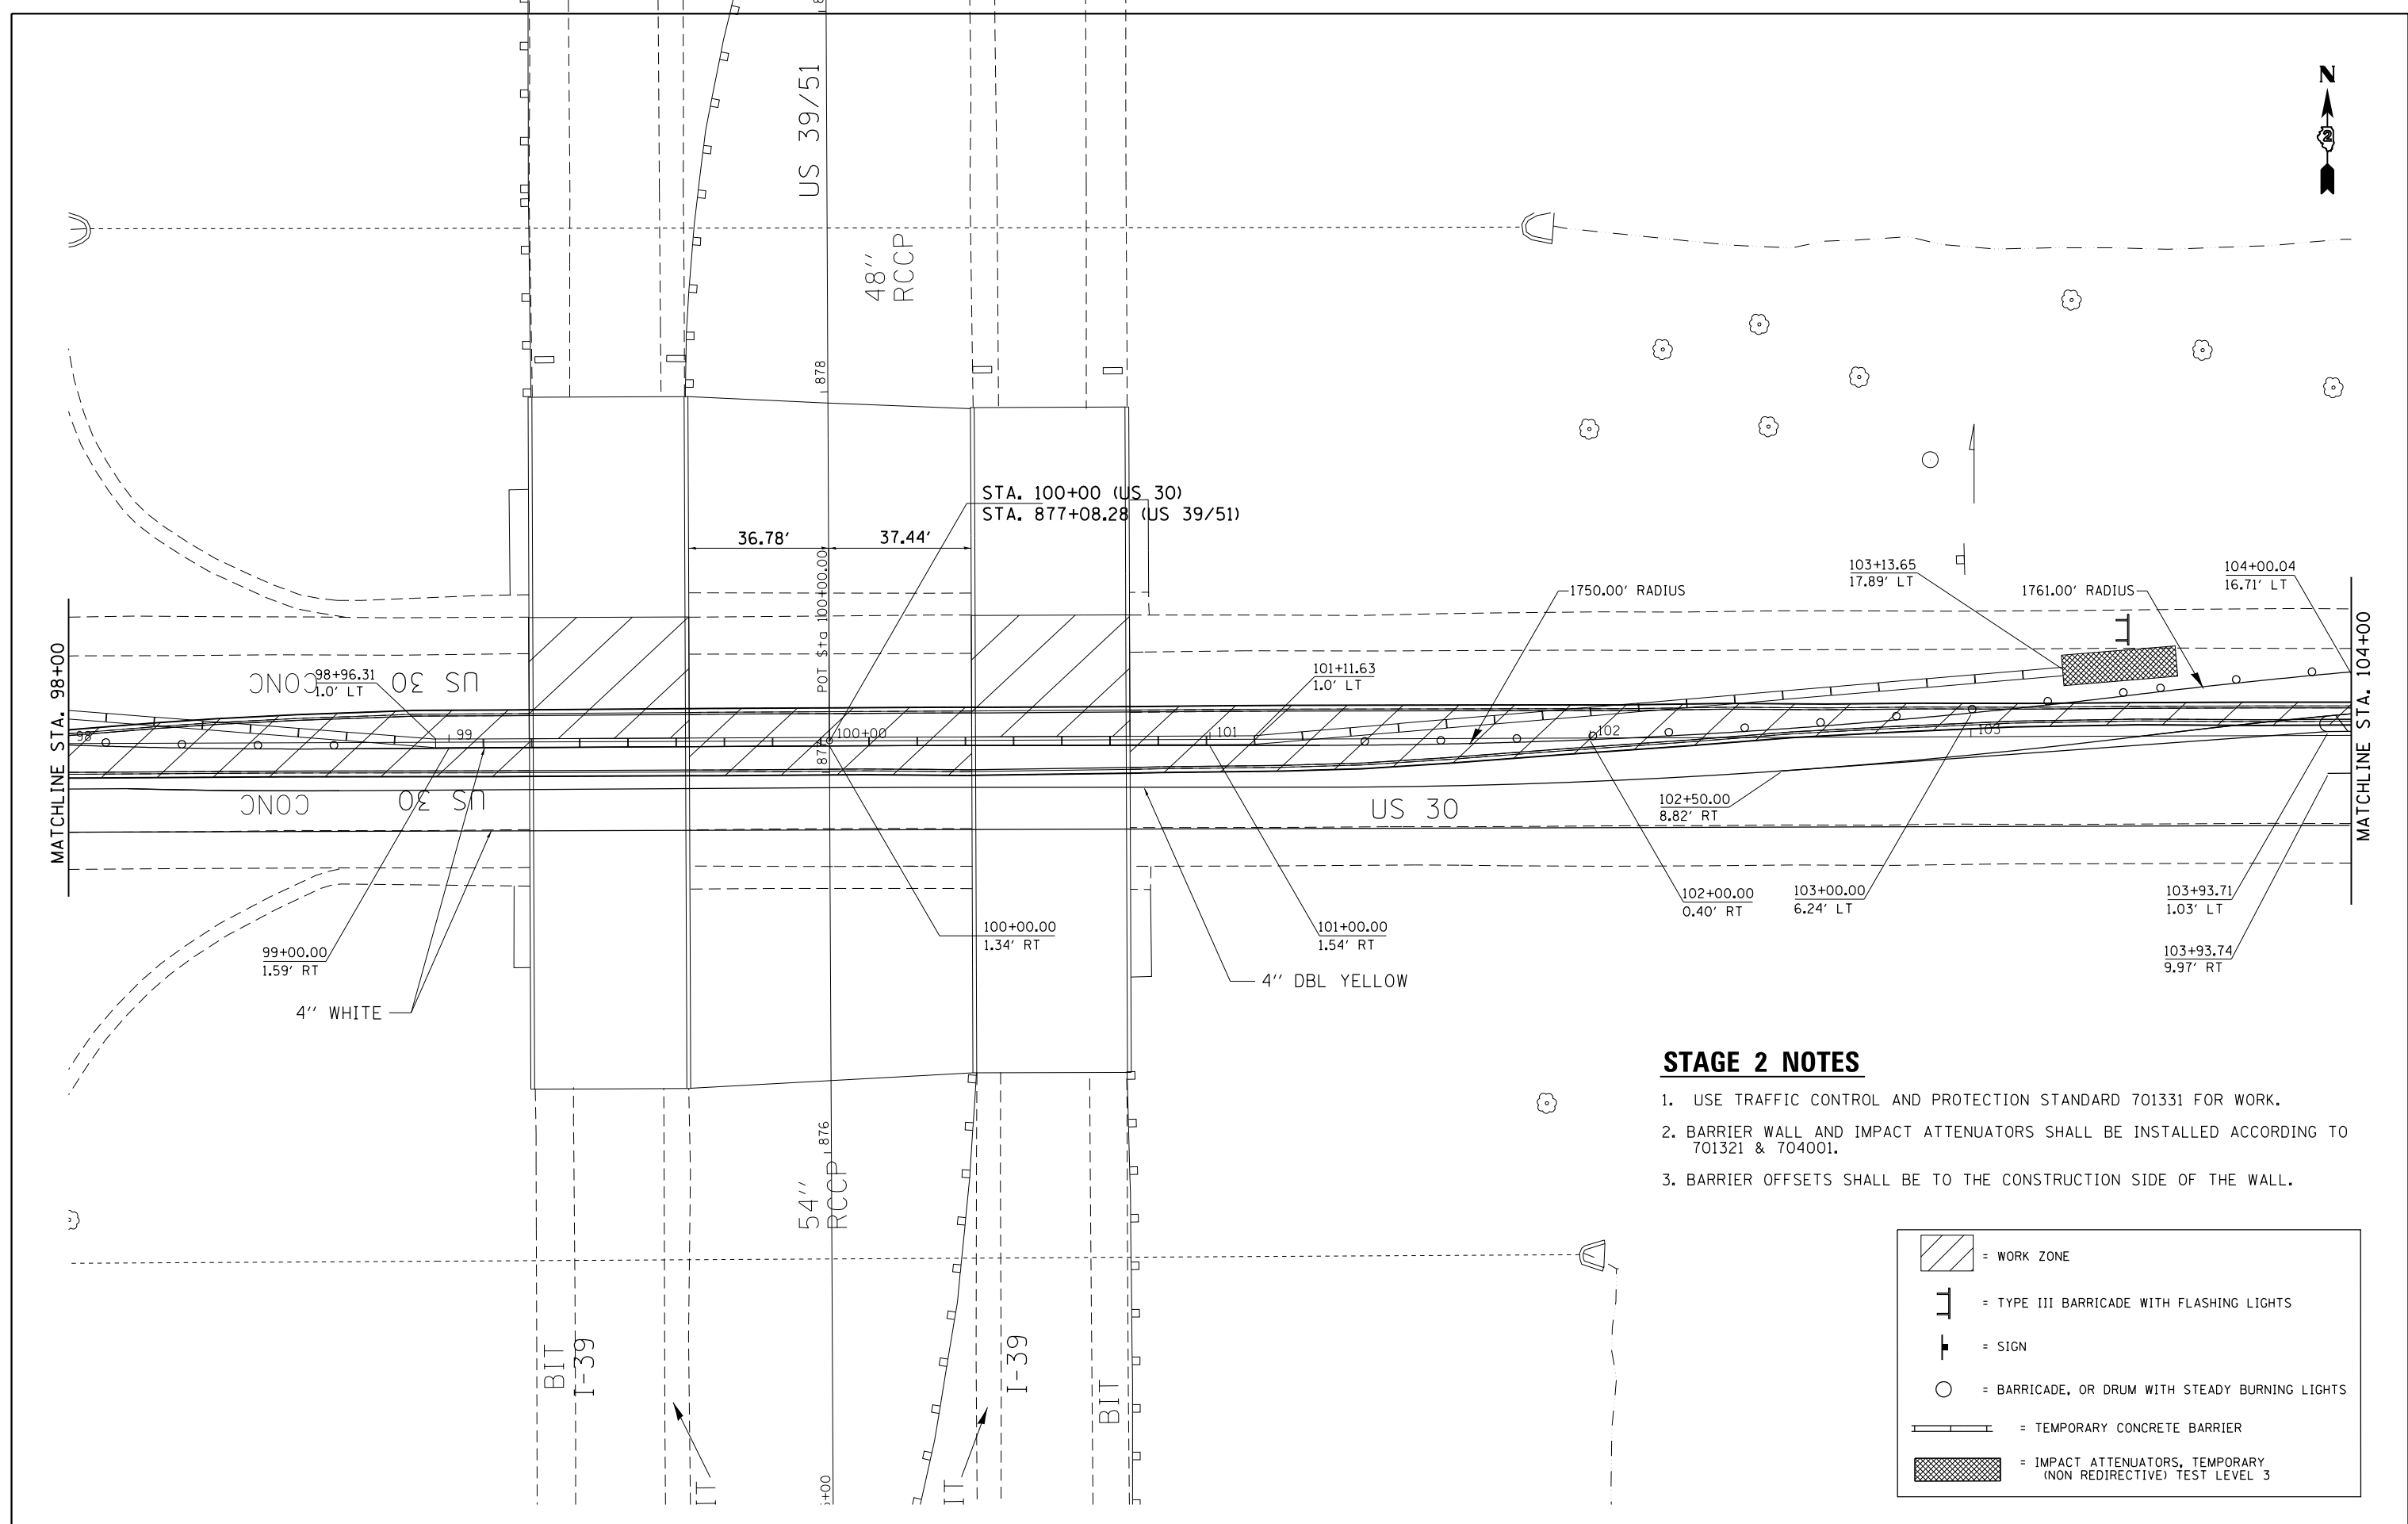 N
2
US 39/51
48''
RCCP
878
STA. 100+00 (US 30)
STA. 877+08.28 (US 39/51)
36.78'
37.44'
POT Sta 100+00.00
103+13.65
17.89' LT
1750.00' RADIUS
1761.00' RADIUS
104+00.04
16.71' LT
MATCHLINE STA. 98+00
MATCHLINE STA. 104+00
CONC
98+96.31
1.0' LT
US 30
101+11.63
1.0' LT
98
99
100+00
101
102
103
877
CONC
US 30
US 30
102+50.00
8.82' RT
102+00.00
0.40' RT
103+00.00
6.24' LT
103+93.71
1.03' LT
103+93.74
9.97' RT
99+00.00
1.59' RT
100+00.00
1.34' RT
101+00.00
1.54' RT
4'' WHITE
4'' DBL YELLOW
876
54''
RCCP
BIT
I-39
I-39
BIT
STAGE 2 NOTES
1. USE TRAFFIC CONTROL AND PROTECTION STANDARD 701331 FOR WORK.
2. BARRIER WALL AND IMPACT ATTENUATORS SHALL BE INSTALLED ACCORDING TO
701321 & 704001.
3. BARRIER OFFSETS SHALL BE TO THE CONSTRUCTION SIDE OF THE WALL.
= WORK ZONE
= TYPE III BARRICADE WITH FLASHING LIGHTS
= SIGN
= BARRICADE, OR DRUM WITH STEADY BURNING LIGHTS
= TEMPORARY CONCRETE BARRIER
= IMPACT ATTENUATORS, TEMPORARY
(NON REDIRECTIVE) TEST LEVEL 3